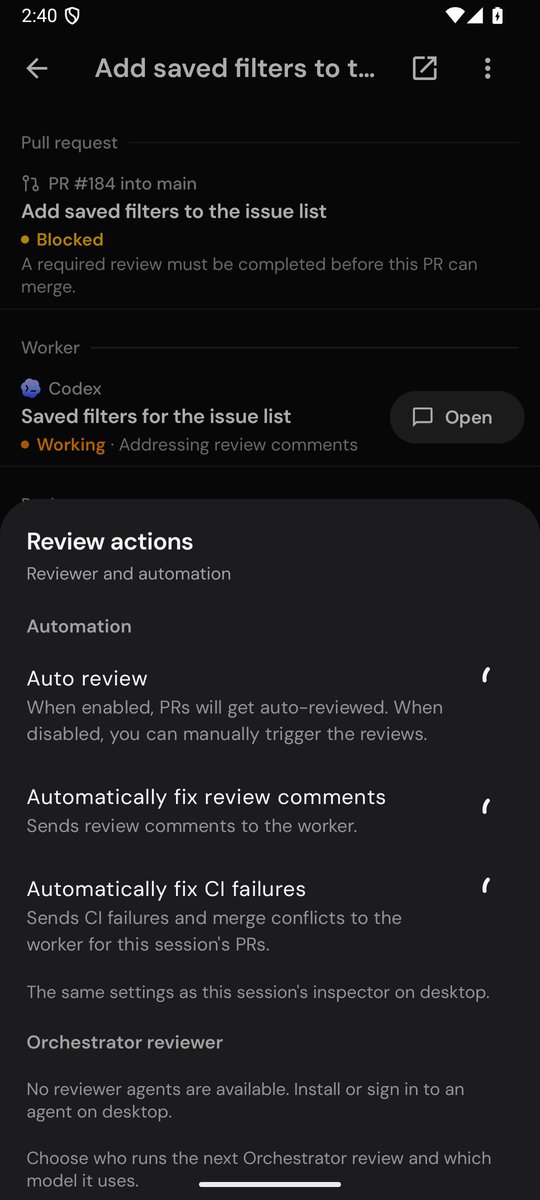 2:40
Add saved filters to t...
Pull request
PR #184 into main
Add saved filters to the issue list
Blocked
A required review must be completed before this PR can
merge.
Worker
Codex
Saved filters for the issue list
Open
Working · Addressing review comments
Review actions
Reviewer and automation
Automation
Auto review
When enabled, PRs will get auto-reviewed. When
disabled, you can manually trigger the reviews.
Automatically fix review comments
Sends review comments to the worker.
Automatically fix CI failures
Sends CI failures and merge conflicts to the
worker for this session's PRs.
The same settings as this session's inspector on desktop.
Orchestrator reviewer
No reviewer agents are available. Install or sign in to an
agent on desktop.
Choose who runs the next Orchestrator review and which
model it uses.